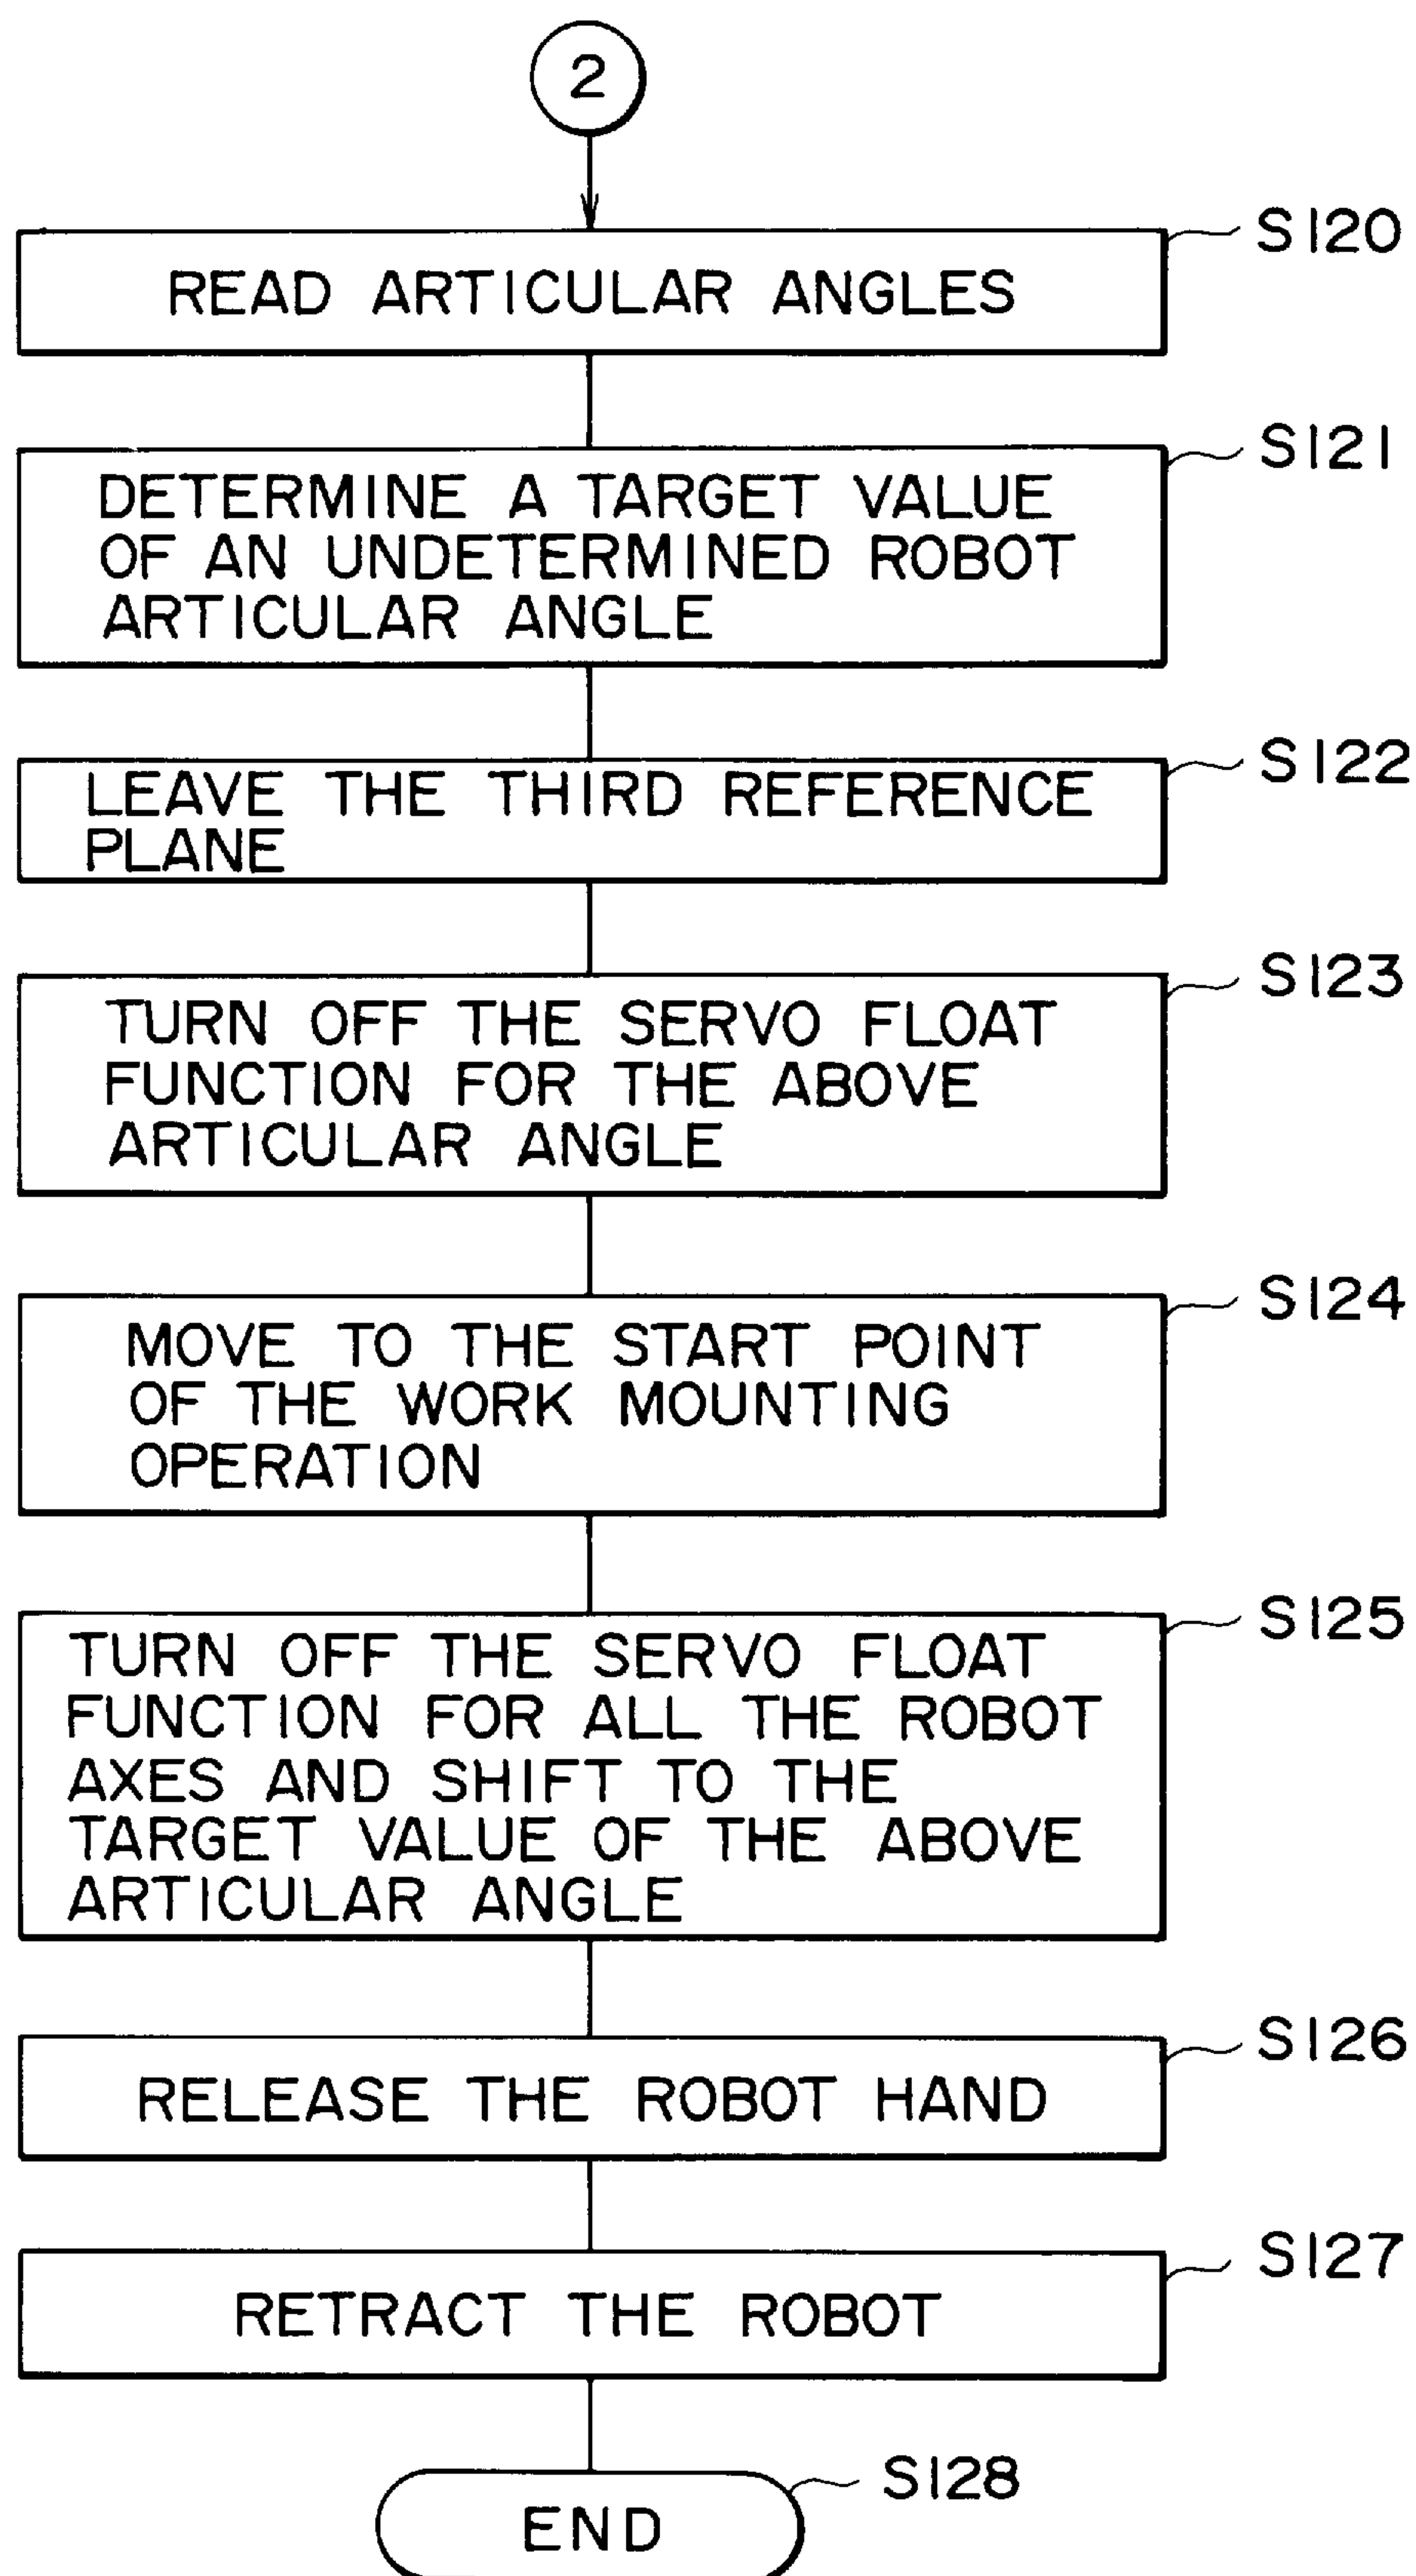 2
S120
READ ARTICULAR ANGLES
S121
DETERMINE A TARGET VALUE
OF AN UNDETERMINED ROBOT
ARTICULAR ANGLE
S122
LEAVE THE THIRD REFERENCE
PLANE
S123
TURN OFF THE SERVO FLOAT
FUNCTION FOR THE ABOVE
ARTICULAR ANGLE
S124
MOVE TO THE START POINT
OF THE WORK MOUNTING
OPERATION
S125
TURN OFF THE SERVO FLOAT
FUNCTION FOR ALL THE ROBOT
AXES AND SHIFT TO THE
TARGET VALUE OF THE ABOVE
ARTICULAR ANGLE
S126
RELEASE THE ROBOT HAND
S127
RETRACT THE ROBOT
S128
END